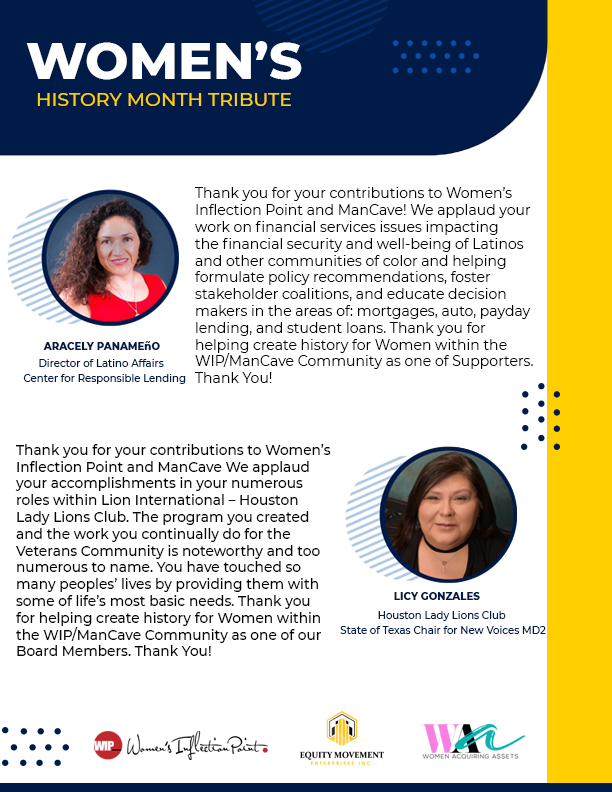 WOMEN'S
HISTORY MONTH TRIBUTE
Thank you for your contributions to Women's
Inflection Point and ManCave! We applaud your
work on financial services issues impacting
the financial security and well-being of Latinos
and other communities of color and helping
formulate policy recommendations, foster
stakeholder coalitions, and educate decision
makers in the areas of: mortgages, auto, payday
lending, and student loans. Thank you for
helping create history for Women within the
WIP/ManCave Community as one of Supporters.
Thank You!
ARACELY PANAMEñO
Director of Latino Affairs
Center for Responsible Lending
Thank you for your contributions to Women's
Inflection Point and ManCave We applaud
your accomplishments in your numerous
roles within Lion International – Houston
Lady Lions Club. The program you created
and the work you continually do for the
Veterans Community is noteworthy and too
numerous to name. You have touched so
many peoples' lives by providing them with
some of life's most basic needs. Thank you
for helping create history for Women within
the WIP/ManCave Community as one of our
Board Members. Thank You!
LICY GONZALES
Houston Lady Lions Club
State of Texas Chair for New Voices MD2
WIP Women's Inflection Point
EQUITY MOVEMENT
ENTERPRISES INC.
WA
WOMEN ACQUIRING ASSETS